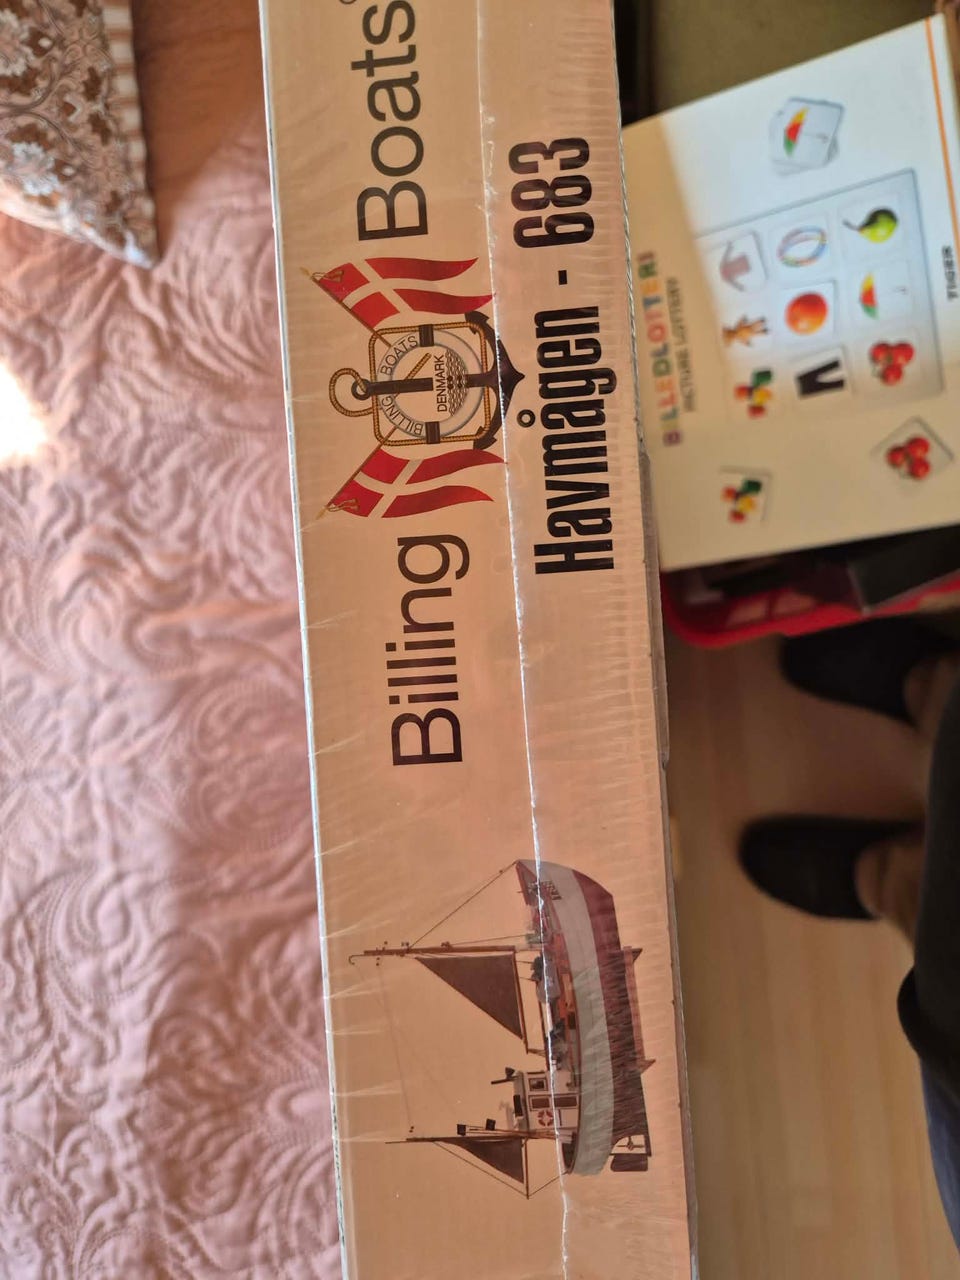 Billing Boats
BILLING BOATS
DENMARK
Havmågen - 683
BILLEDLOTTERI
PICTURE LOTTERY
TIGER